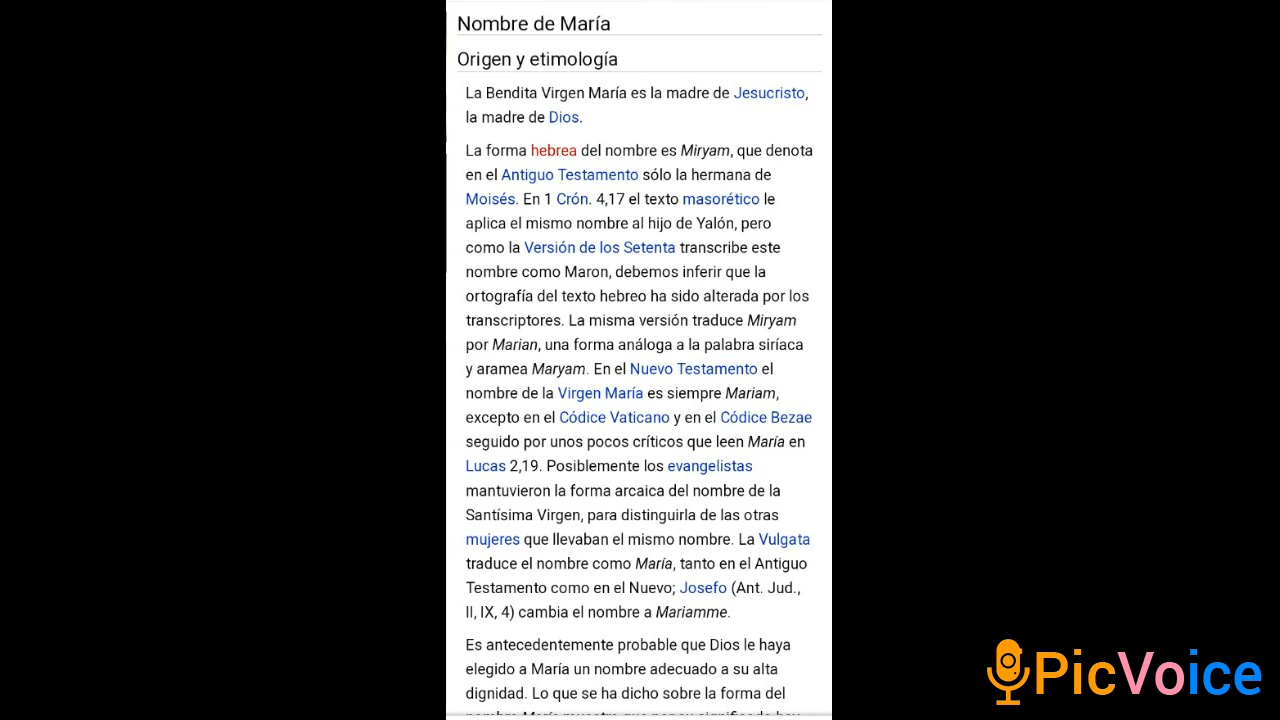 Nombre de María
Origen y etimología
La Bendita Virgen María es la madre de Jesucristo,
la madre de Dios.
La forma hebrea del nombre es Miryam, que denota
en el Antiguo Testamento sólo la hermana de
Moisés. En 1 Crón. 4,17 el texto masorético le
aplica el mismo nombre al hijo de Yalón, pero
como la Versión de los Setenta transcribe este
nombre como Maron, debemos inferir que la
ortografía del texto hebreo ha sido alterada por los
transcriptores. La misma versión traduce Miryam
por Marian, una forma análoga a la palabra siríaca
y aramea Maryam. En el Nuevo Testamento el
nombre de la Virgen María es siempre Mariam,
excepto en el Códice Vaticano y en el Códice Bezae
seguido por unos pocos críticos que leen María en
Lucas 2,19. Posiblemente los evangelistas
mantuvieron la forma arcaica del nombre de la
Santísima Virgen, para distinguirla de las otras
mujeres que llevaban el mismo nombre. La Vulgata
traduce el nombre como María, tanto en el Antiguo
Testamento como en el Nuevo; Josefo (Ant. Jud.,
II, IX, 4) cambia el nombre a Mariamme.
Es antecedentemente probable que Dios le haya
elegido a María un nombre adecuado a su alta
dignidad. Lo que se ha dicho sobre la forma del
PicVoice